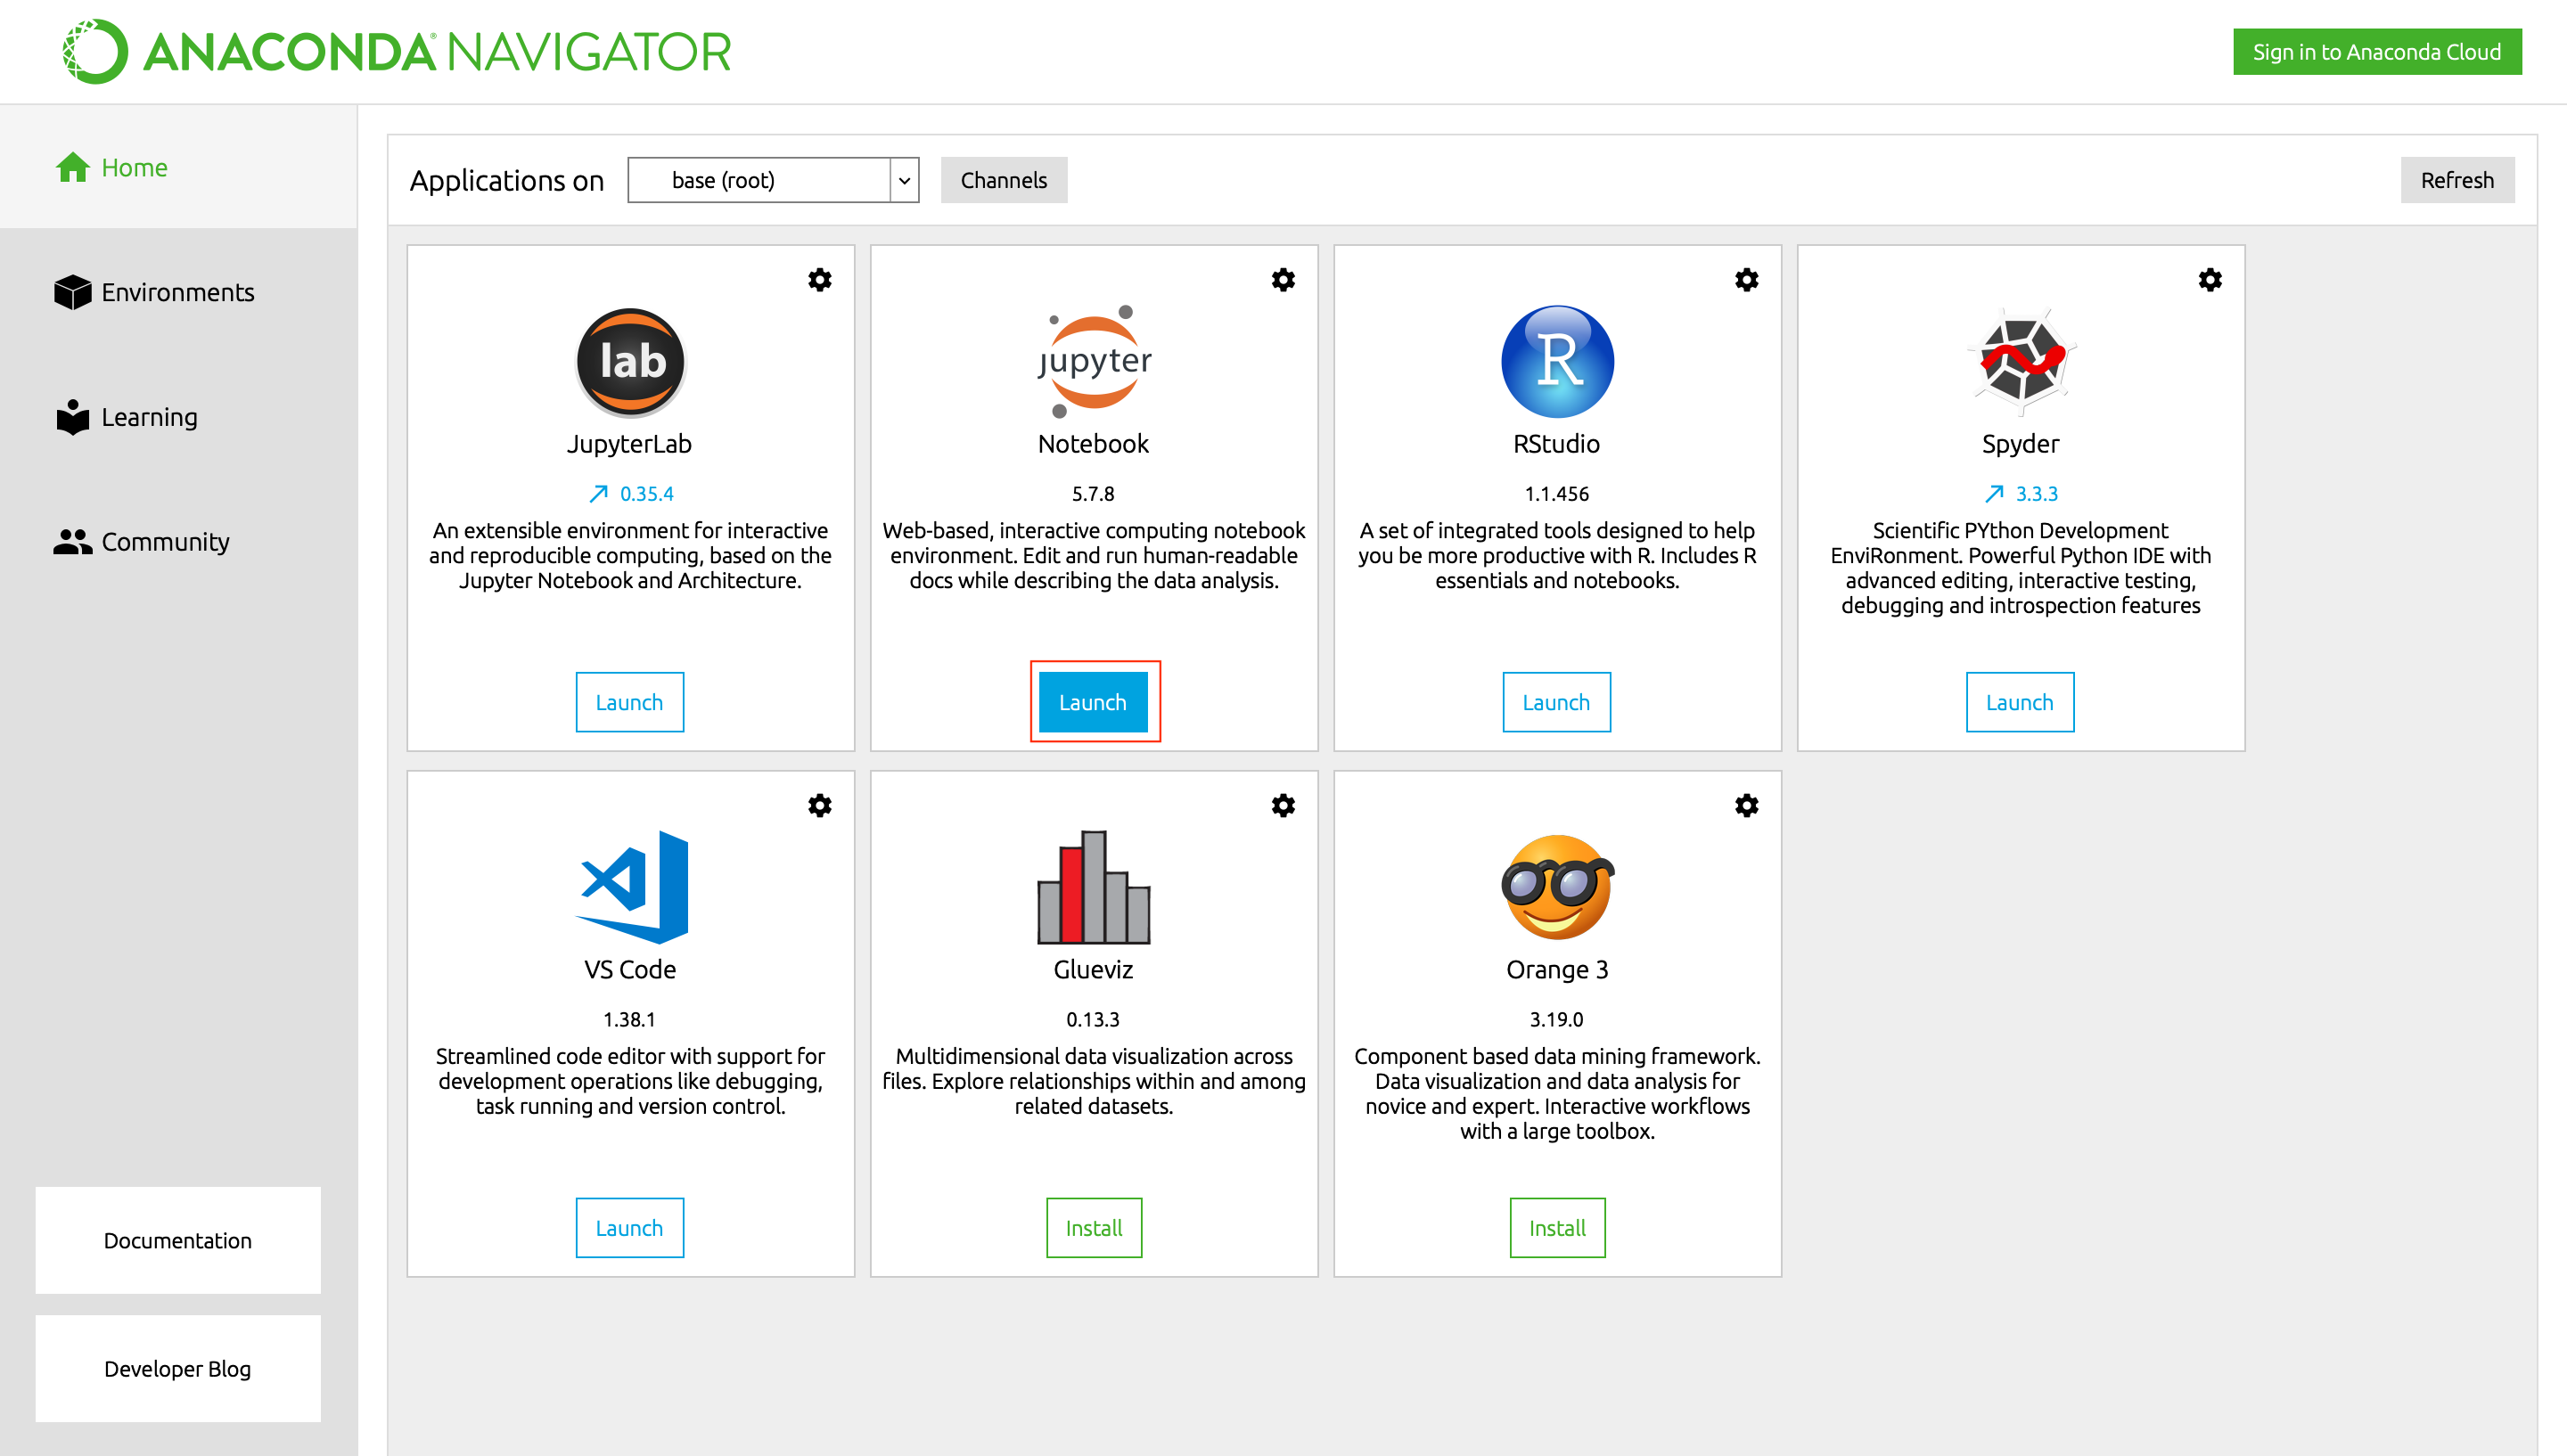 ANACONDA® NAVIGATOR
Sign in to Anaconda Cloud
Home
Environments
Learning
Community
Documentation
Developer Blog
Applications on
base (root)
Channels
Refresh
lab
JupyterLab
0.35.4
An extensible environment for interactive
and reproducible computing, based on the
Jupyter Notebook and Architecture.
Launch
jupyter
Notebook
5.7.8
Web-based, interactive computing notebook
environment. Edit and run human-readable
docs while describing the data analysis.
Launch
R
RStudio
1.1.456
A set of integrated tools designed to help
you be more productive with R. Includes R
essentials and notebooks.
Launch
Spyder
3.3.3
Scientific PYthon Development
EnviRonment. Powerful Python IDE with
advanced editing, interactive testing,
debugging and introspection features
Launch
VS Code
1.38.1
Streamlined code editor with support for
development operations like debugging,
task running and version control.
Launch
Glueviz
0.13.3
Multidimensional data visualization across
files. Explore relationships within and among
related datasets.
Install
Orange 3
3.19.0
Component based data mining framework.
Data visualization and data analysis for
novice and expert. Interactive workflows
with a large toolbox.
Install